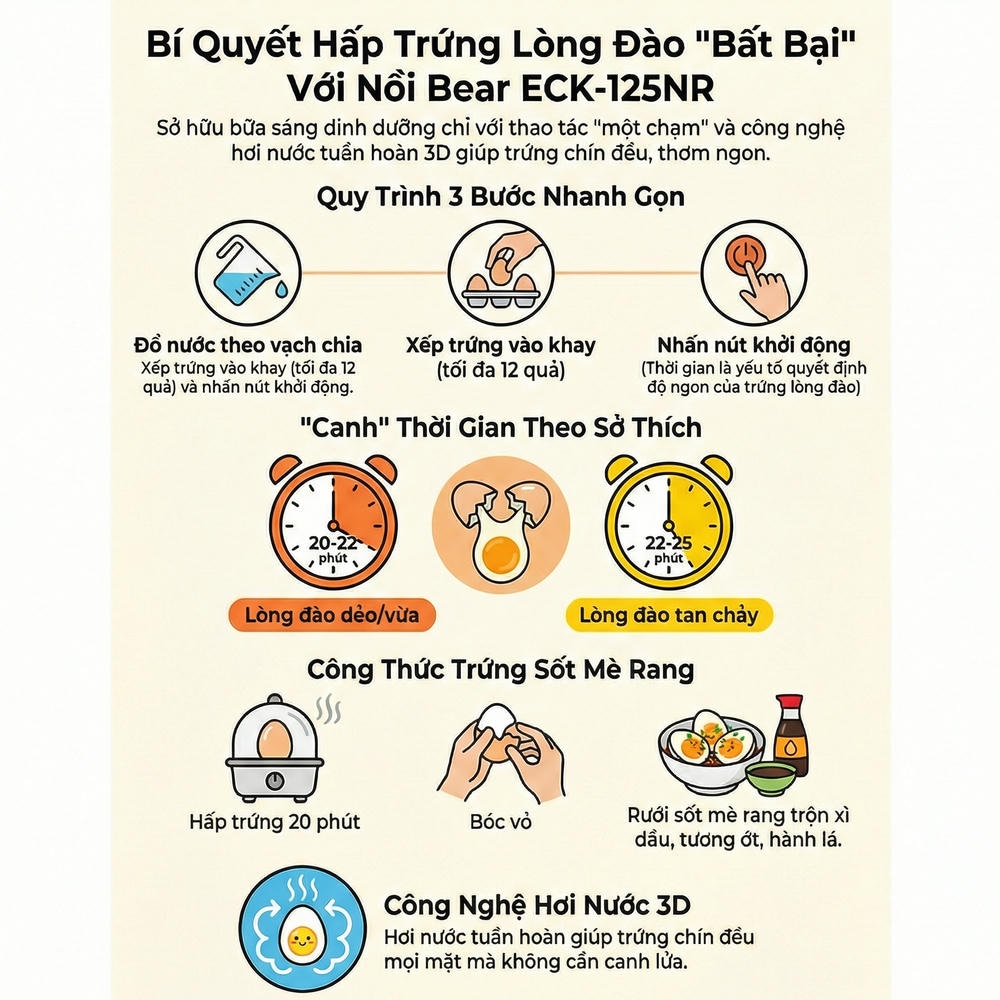 Bí Quyết Hấp Trứng Lòng Đào "Bất Bại"
Với Nồi Bear ECK-125NR
Sở hữu bữa sáng dinh dưỡng chỉ với thao tác "một chạm" và công nghệ
hơi nước tuần hoàn 3D giúp trứng chín đều, thơm ngon.
Quy Trình 3 Bước Nhanh Gọn
Đổ nước theo vạch chia
Xếp trứng vào khay (tối đa 12
quả) và nhấn nút khởi động.
Xếp trứng vào khay
(tối đa 12 quả)
Nhấn nút khởi động
(Thời gian là yếu tố quyết định
độ ngon của trứng lòng đào)
"Canh" Thời Gian Theo Sở Thích
20-22
phút
Lòng đào dẻo/vừa
22-25
phút
Lòng đào tan chảy
Công Thức Trứng Sốt Mè Rang
Hấp trứng 20 phút
Bóc vỏ
Rưới sốt mè rang trộn xì
dầu, tương ớt, hành lá.
Công Nghệ Hơi Nước 3D
Hơi nước tuần hoàn giúp trứng chín đều
mọi mặt mà không cần canh lửa.